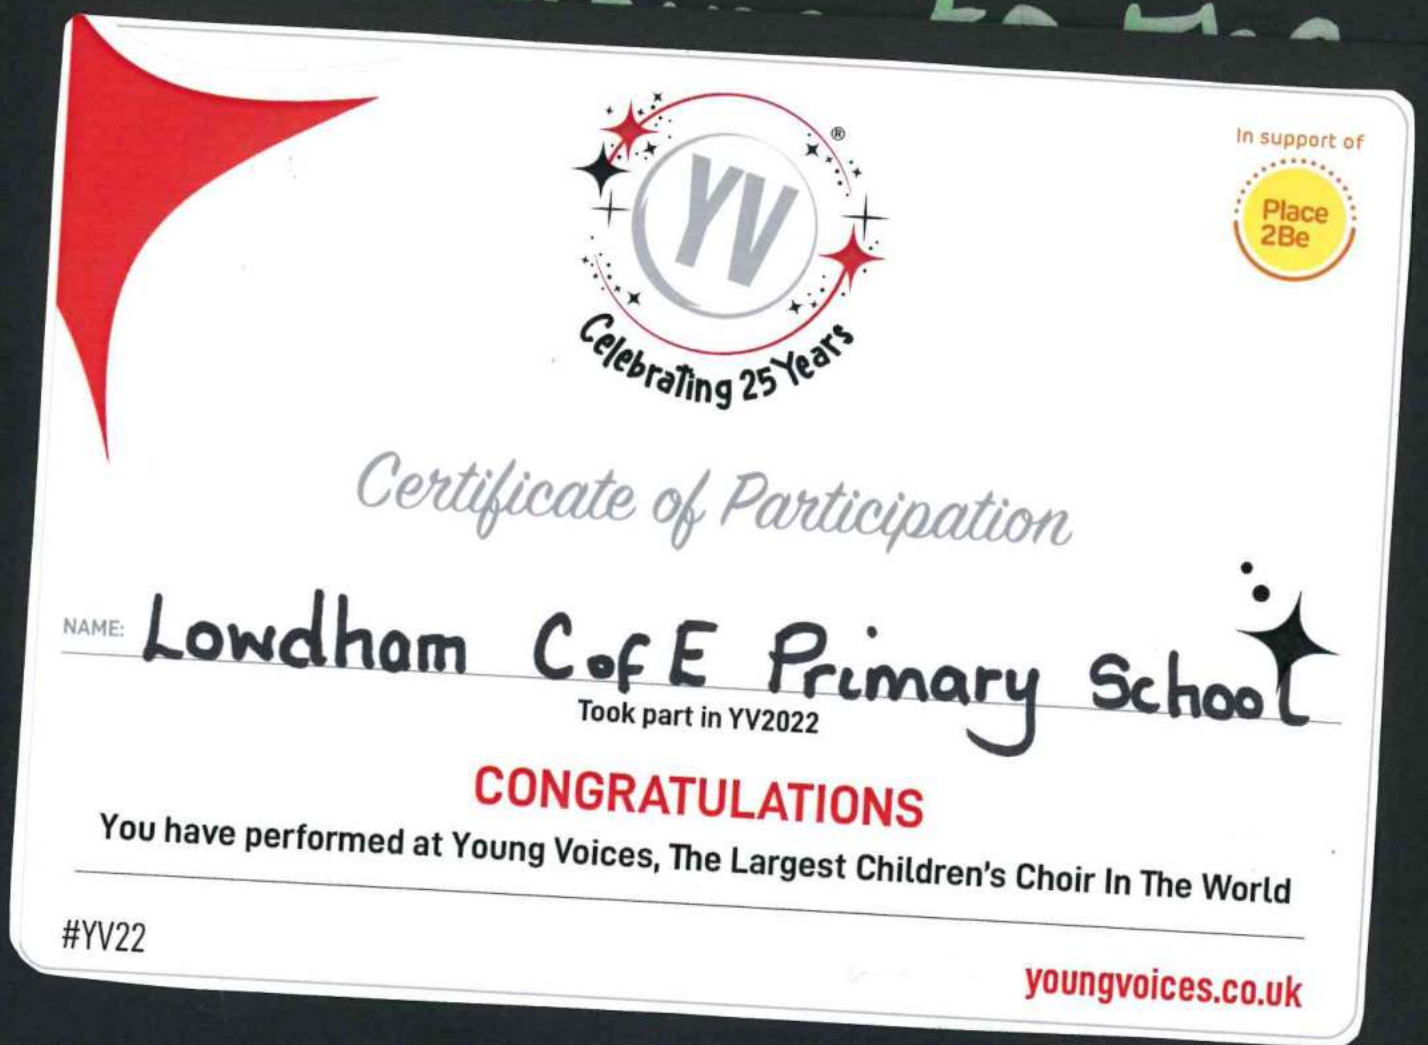 to the
YV
®
Celebrating 25 Years
In support of
Place
2Be
Certificate of Participation
NAME: Lowdham C of E Primary School
Took part in YV2022
CONGRATULATIONS
You have performed at Young Voices, The Largest Children's Choir In The World
#YV22
youngvoices.co.uk